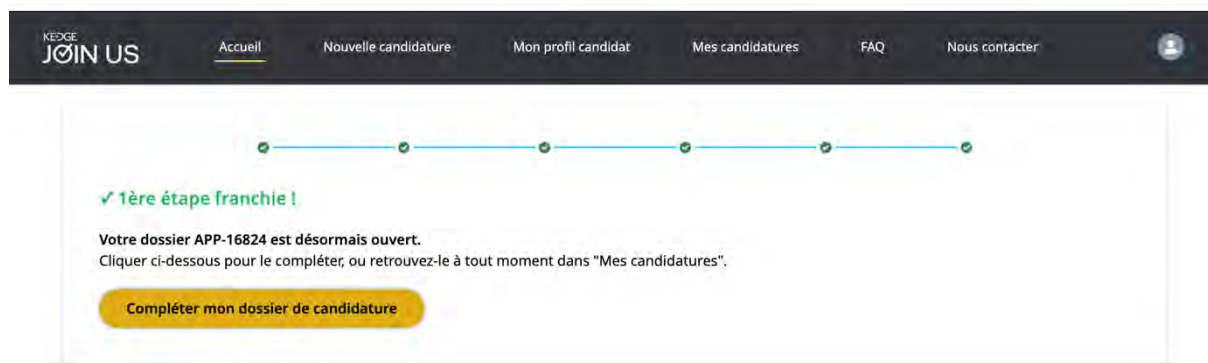 KEDGE
JØIN US
Accueil
Nouvelle candidature
Mon profil candidat
Mes candidatures
FAQ
Nous contacter
✓ 1ère étape franchie !
Votre dossier APP-16824 est désormais ouvert.
Cliquer ci-dessous pour le compléter, ou retrouvez-le à tout moment dans "Mes candidatures".
Compléter mon dossier de candidature